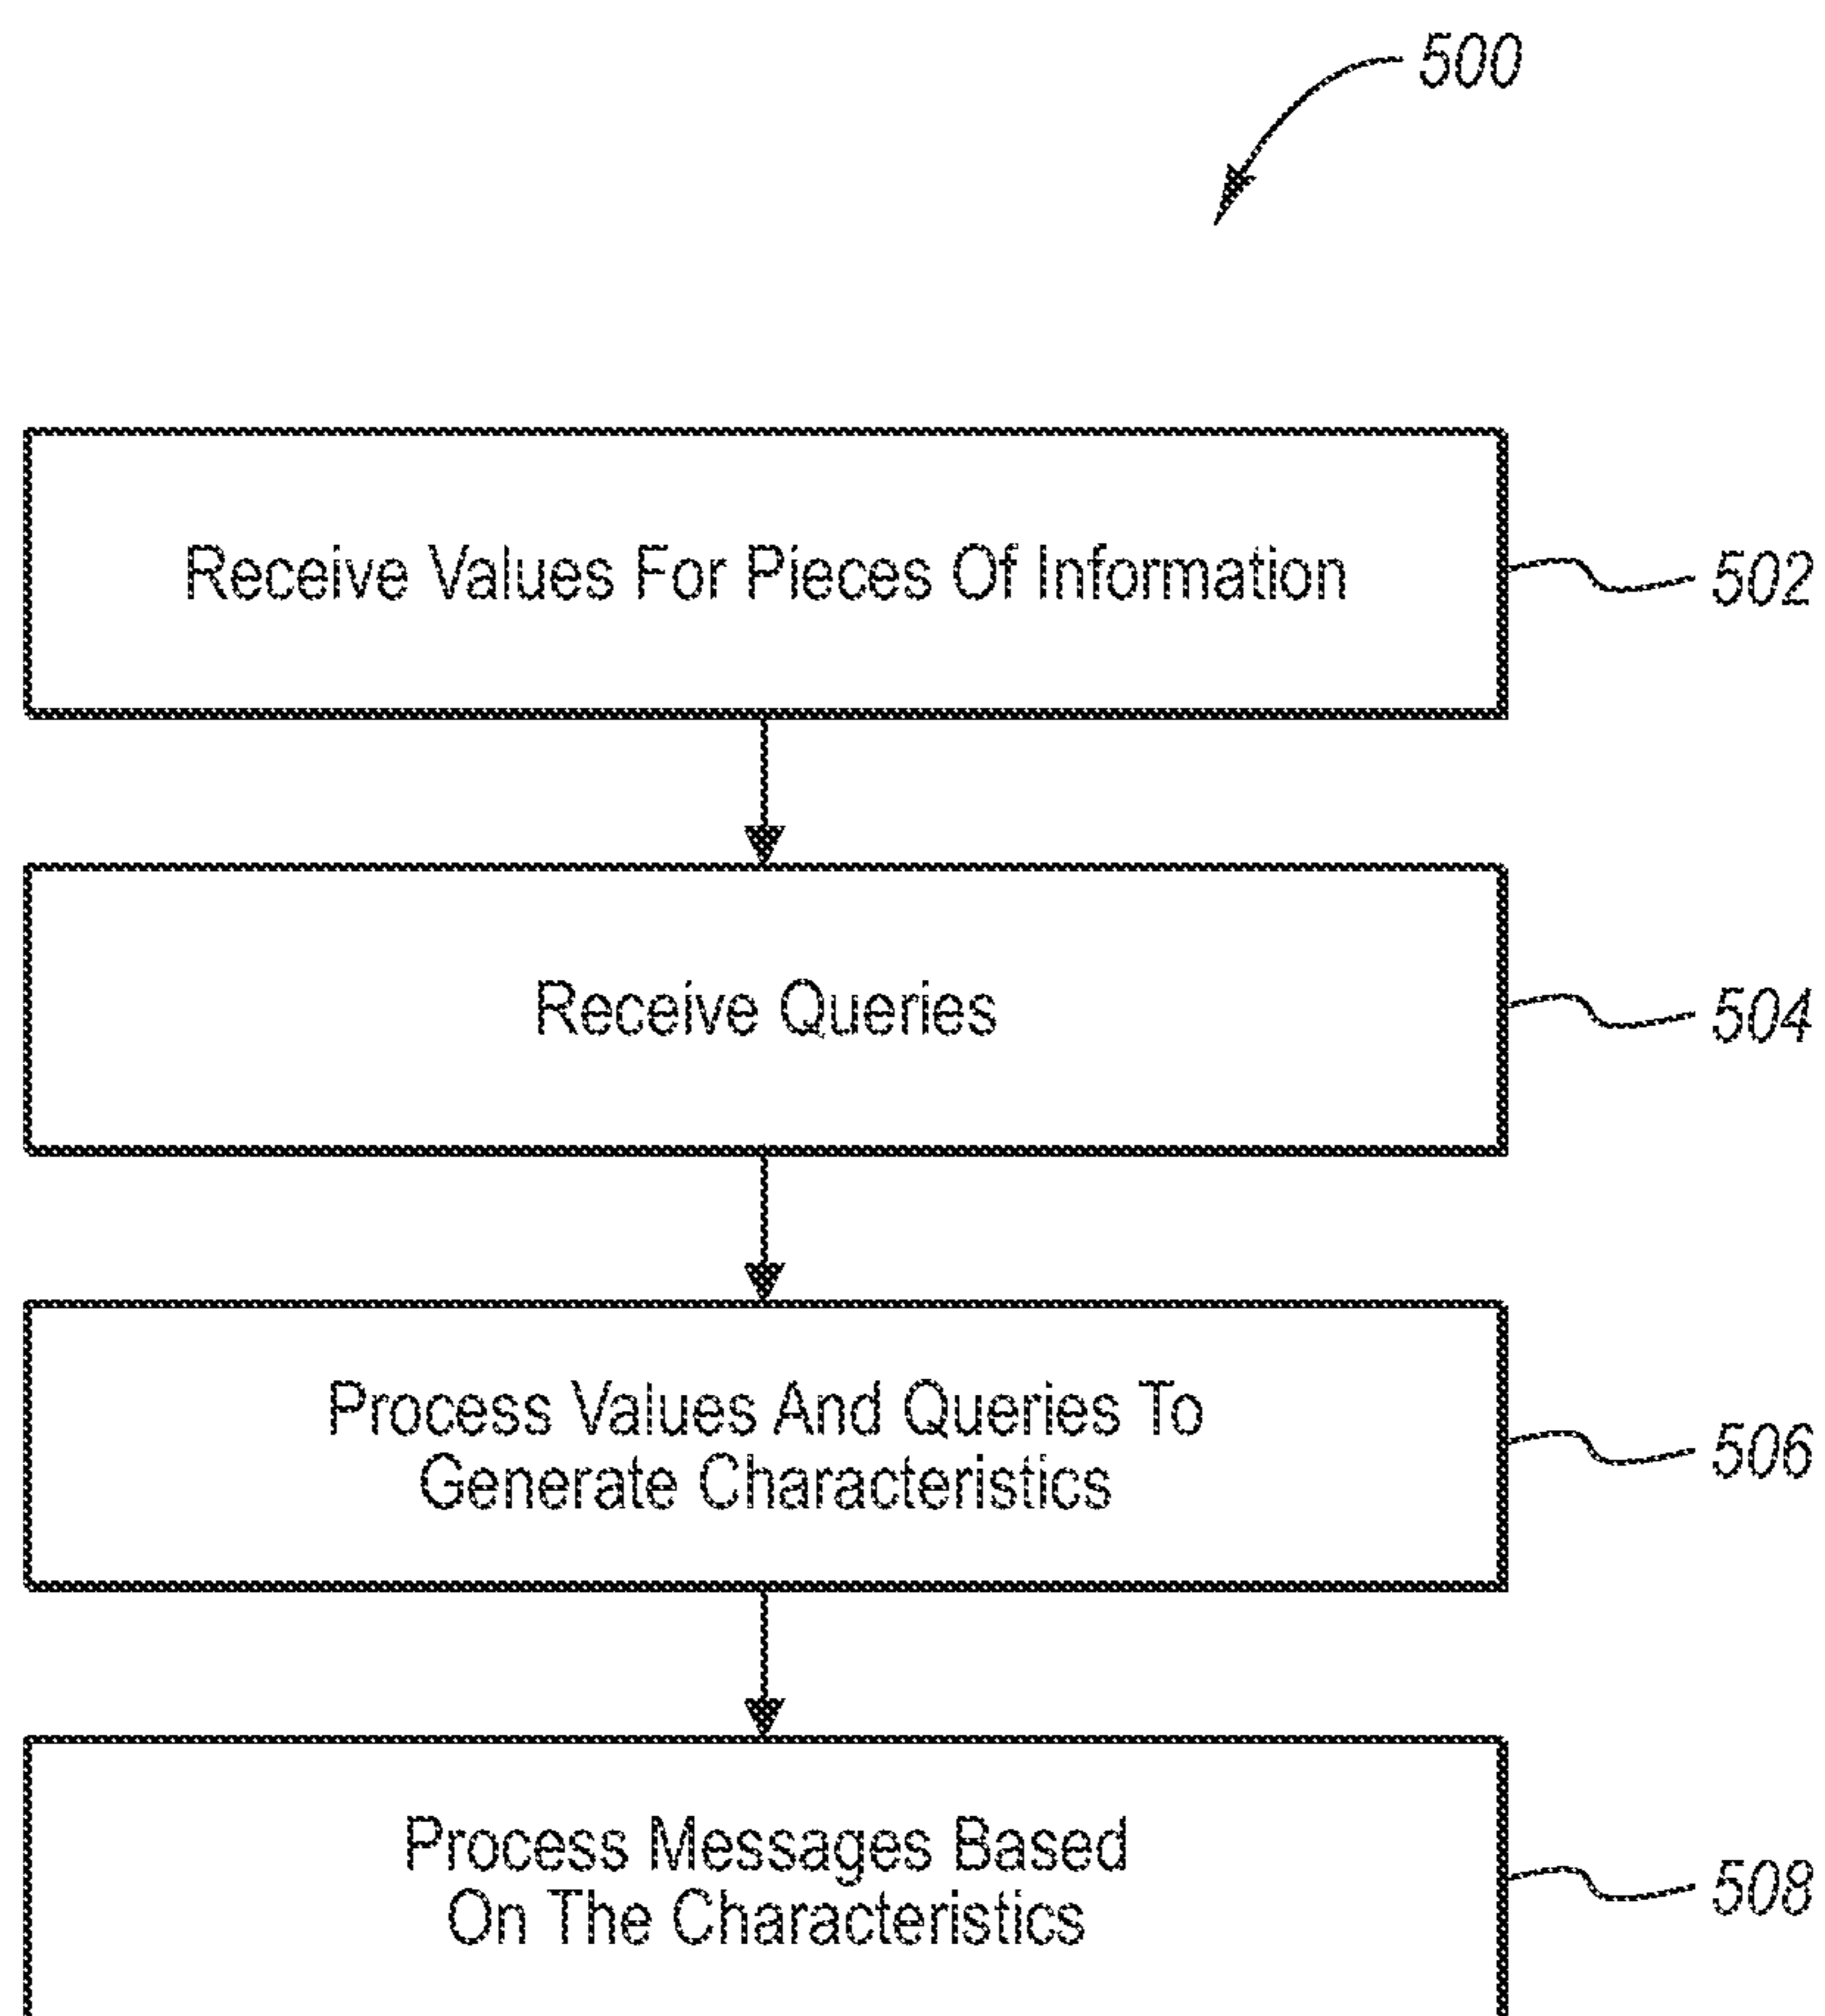 500
Receive Values For Pieces Of Information
502
Receive Queries
504
Process Values And Queries To
Generate Characteristics
506
Process Messages Based
On The Characteristics
508